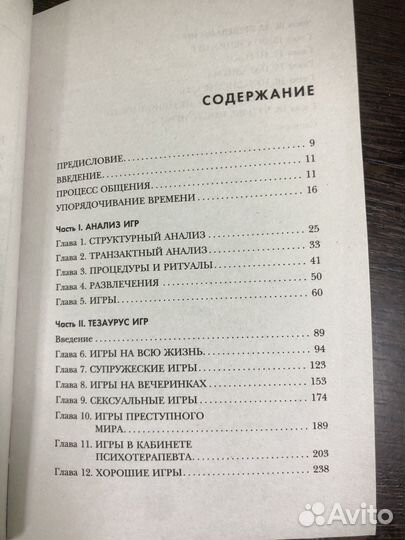 СОДЕРЖАНИЕ
ПРЕДИСЛОВИЕ 9
ВВЕДЕНИЕ 11
ПРОЦЕСС ОБЩЕНИЯ 11
УПОРЯДОЧИВАНИЕ ВРЕМЕНИ 16
Часть I. АНАЛИЗ ИГР
Глава 1. СТРУКТУРНЫЙ АНАЛИЗ 25
Глава 2. ТРАНЗАКТНЫЙ АНАЛИЗ 33
Глава 3. ПРОЦЕДУРЫ И РИТУАЛЫ 41
Глава 4. РАЗВЛЕЧЕНИЯ 50
Глава 5. ИГРЫ 60
Часть II. ТЕЗАУРУС ИГР
Введение 89
Глава 6. ИГРЫ НА ВСЮ ЖИЗНЬ 94
Глава 7. СУПРУЖЕСКИЕ ИГРЫ 123
Глава 8. ИГРЫ НА ВЕЧЕРИНКАХ 153
Глава 9. СЕКСУАЛЬНЫЕ ИГРЫ 174
Глава 10. ИГРЫ ПРЕСТУПНОГО
МИРА 189
Глава 11. ИГРЫ В КАБИНЕТЕ
ПСИХОТЕРАПЕВТА 203
Глава 12. ХОРОШИЕ ИГРЫ 238
Avito